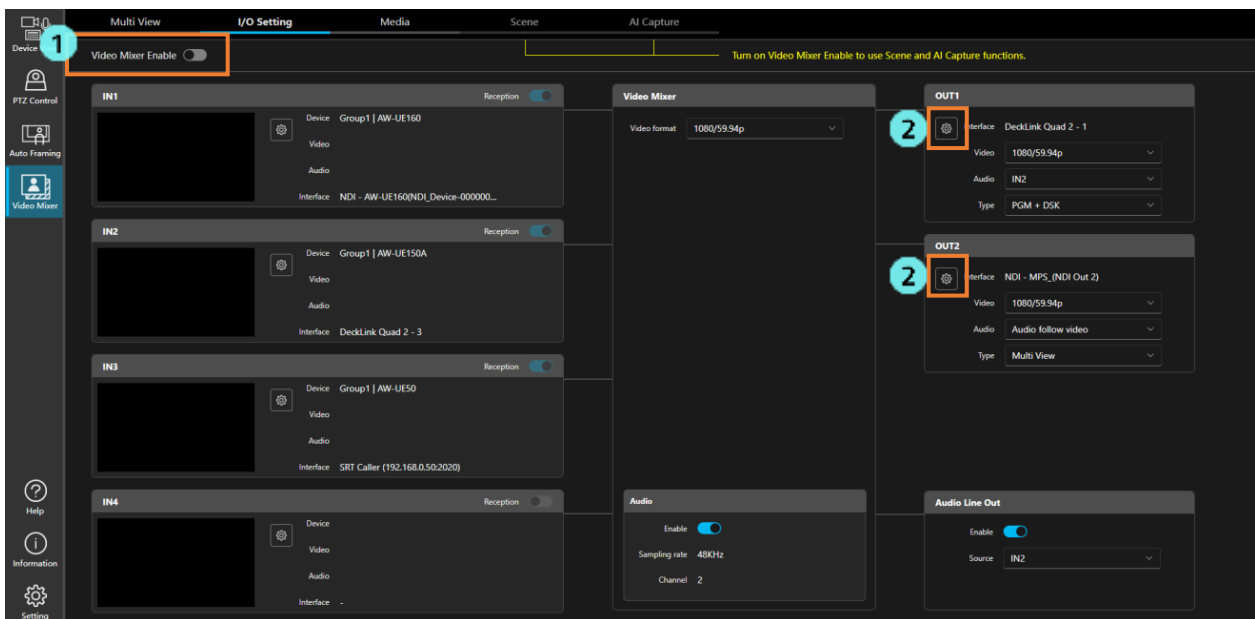 Multi View
I/O Setting
Media
Scene
AI Capture
Device
1
Video Mixer Enable
Turn on Video Mixer Enable to use Scene and AI Capture functions.
PTZ Control
Auto Framing
Video Mixer
Help
Information
Setting
IN1
Reception
Device Group1 | AW-UE160
Video
Audio
Interface NDI - AW-UE160(NDI_Device-000000...
IN2
Reception
Device Group1 | AW-UE150A
Video
Audio
Interface DeckLink Quad 2 - 3
IN3
Reception
Device Group1 | AW-UE50
Video
Audio
Interface SRT Caller (192.168.0.50:2020)
IN4
Reception
Device
Video
Audio
Interface -
Video Mixer
Video format 1080/59.94p
Audio
Enable
Sampling rate 48KHz
Channel 2
OUT1
2
Interface DeckLink Quad 2 - 1
Video 1080/59.94p
Audio IN2
Type PGM + DSK
OUT2
2
Interface NDI - MPS_(NDI Out 2)
Video 1080/59.94p
Audio Audio follow video
Type Multi View
Audio Line Out
Enable
Source IN2